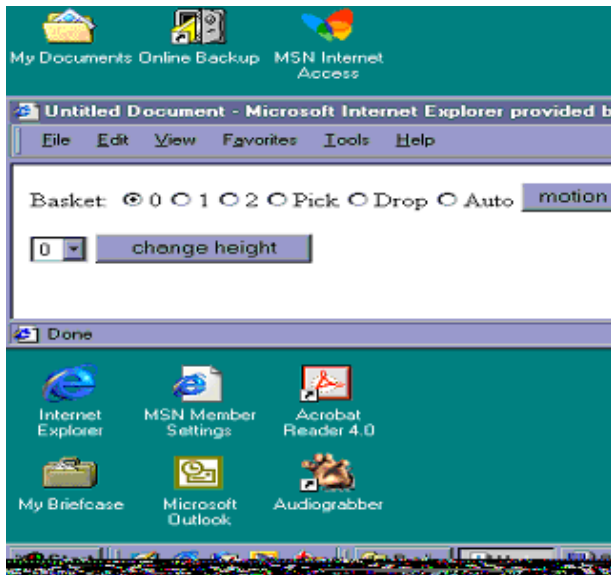 My Documents Online Backup MSN Internet
Access
Untitled Document - Microsoft Internet Explorer provided b
File Edit View Favorites Tools Help
Basket: 0 1 2 Pick Drop Auto motion
0 change height
Done
Internet MSN Member Acrobat
Explorer Settings Reader 4.0
My Briefcase Microsoft Audiograbber
Outlook